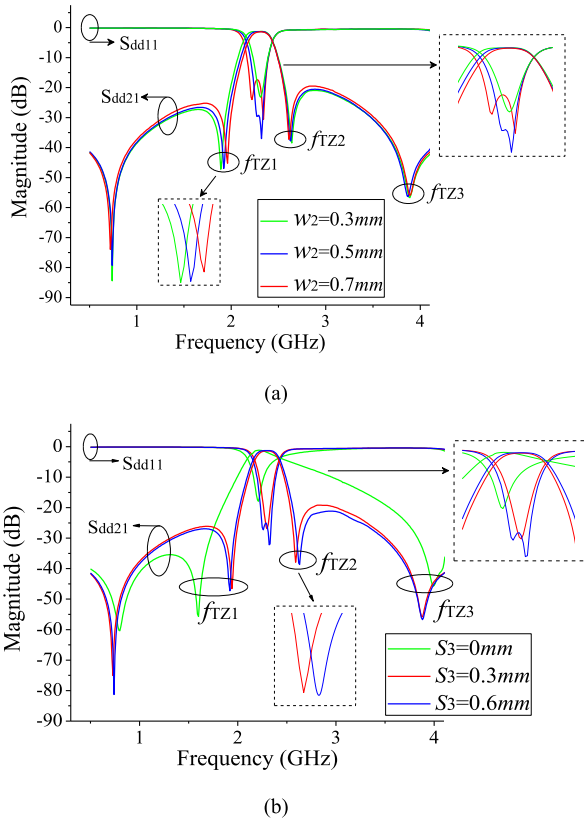 (a)
0
-10
-20
-30
-40
-50
-60
-70
-80
-90
Magnitude (dB)
Sdd11
Sdd21
fTZ1
fTZ2
fTZ3
w2=0.3mm
w2=0.5mm
w2=0.7mm
1
2
3
4
Frequency (GHz)
(a)
0
-10
-20
-30
-40
-50
-60
-70
-80
-90
Magnitude (dB)
Sdd11
Sdd21
fTZ1
fTZ2
fTZ3
S3=0mm
S3=0.3mm
S3=0.6mm
1
2
3
4
Frequency (GHz)
(b)